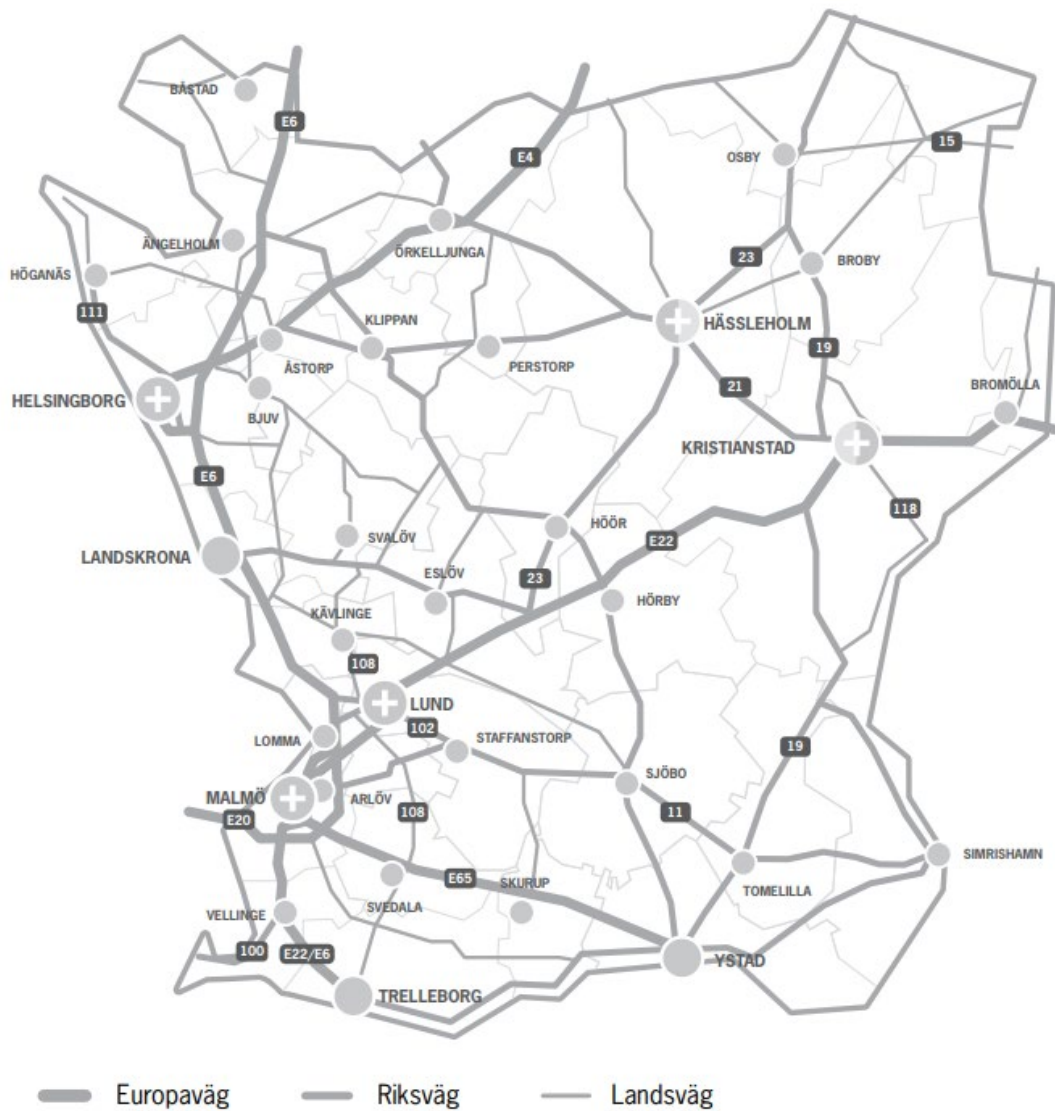 BÅSTAD
E6
E4
OSBY
15
ÄNGELHOLM
ÖRKELLJUNGA
23
BROBY
HÖGANÄS
111
KLIPPAN
HÄSSLEHOLM
ÅSTORP
PERSTORP
19
21
BROMÖLLA
HELSINGBORG
BJUV
KRISTIANSTAD
E6
118
SVALÖV
HÖÖR
E22
LANDSKRONA
ESLÖV
23
HÖRBY
KÄVLINGE
108
LUND
102
STAFFANSTORP
LOMMA
19
SJÖBO
MALMÖ
ARLÖV
108
11
E20
SIMRISHAMN
E65
SKURUP
TOMELILLA
SVEDALA
VELLINGE
100
E22/E6
YSTAD
TRELLEBORG
Europaväg
Riksväg
Landsväg